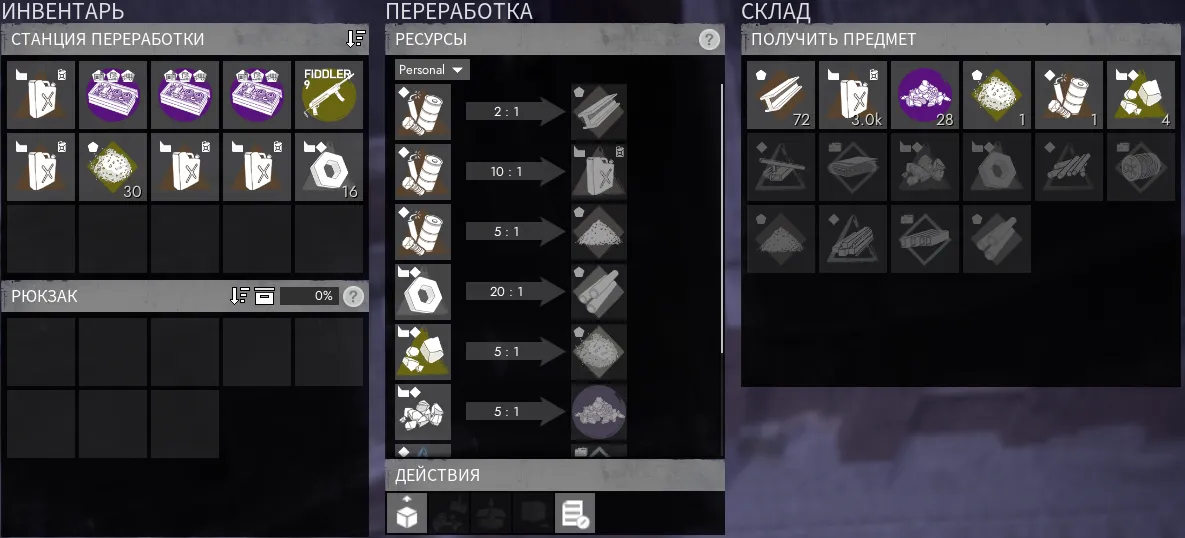 ИНВЕНТАРЬ
СТАНЦИЯ ПЕРЕРАБОТКИ
FIDDLER
9
30
16
РЮКЗАК
0%
?
ПЕРЕРАБОТКА
РЕСУРСЫ
?
Personal
2 : 1
10 : 1
5 : 1
20 : 1
5 : 1
5 : 1
ДЕЙСТВИЯ
СКЛАД
ПОЛУЧИТЬ ПРЕДМЕТ
72
3.0k
28
1
1
4